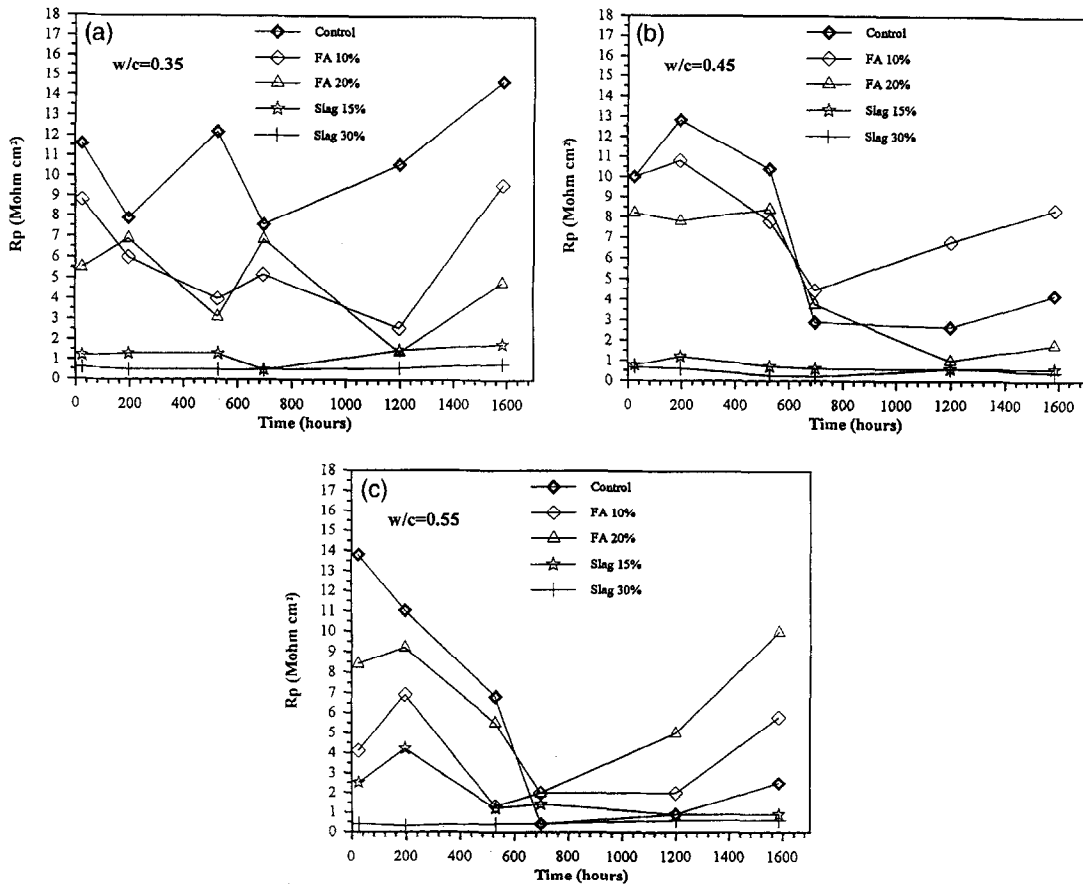 (a)
w/c=0.35
Control
FA 10%
FA 20%
Slag 15%
Slag 30%
Rp (Mohm cm²)
18
17
16
15
14
13
12
11
10
9
8
7
6
5
4
3
2
1
0
0 200 400 600 800 1000 1200 1400 1600
Time (hours)
(b)
w/c=0.45
Control
FA 10%
FA 20%
Slag 15%
Slag 30%
Rp (Mohm cm²)
18
17
16
15
14
13
12
11
10
9
8
7
6
5
4
3
2
1
0
0 200 400 600 800 1000 1200 1400 1600
Time (hours)
(c)
w/c=0.55
Control
FA 10%
FA 20%
Slag 15%
Slag 30%
Rp (Mohm cm²)
18
17
16
15
14
13
12
11
10
9
8
7
6
5
4
3
2
1
0
0 200 400 600 800 1000 1200 1400 1600
Time (hours)